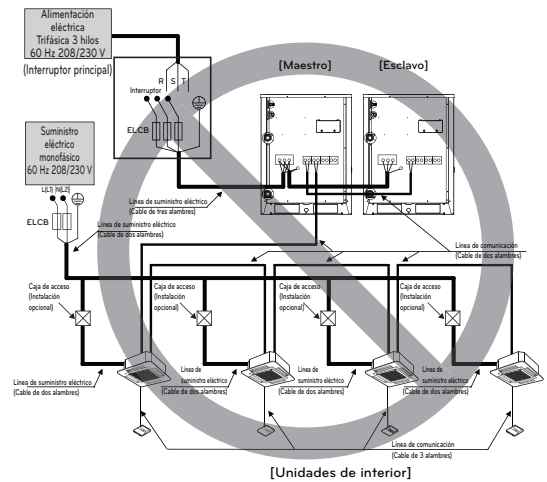 Alimentación
eléctrica
Trifásica 3 hilos
60 Hz 208/230 V
(Interruptor principal)
R S T
Interruptor
ELCB
[Maestro]
[Esclavo]
Suministro
eléctrico
monofásico
60 Hz 208/230 V
L(L1) N(L2)
ELCB
Línea de suministro eléctrico
(Cable de tres alambres)
Línea de suministro eléctrico
(Cable de dos alambres)
Línea de comunicación
(Cable de dos alambres)
Caja de acceso
(Instalación
opcional)
Caja de acceso
(Instalación
opcional)
Caja de acceso
(Instalación
opcional)
Caja de acceso
(Instalación
opcional)
Línea de suministro eléctrico
(Cable de dos alambres)
Línea de
suministro eléctrico
(Cable de dos alambres)
Línea de
suministro eléctrico
(Cable de dos alambres)
Línea de
suministro eléctrico
(Cable de dos alambres)
Línea de comunicación
(Cable de 3 alambres)
[Unidades de interior]